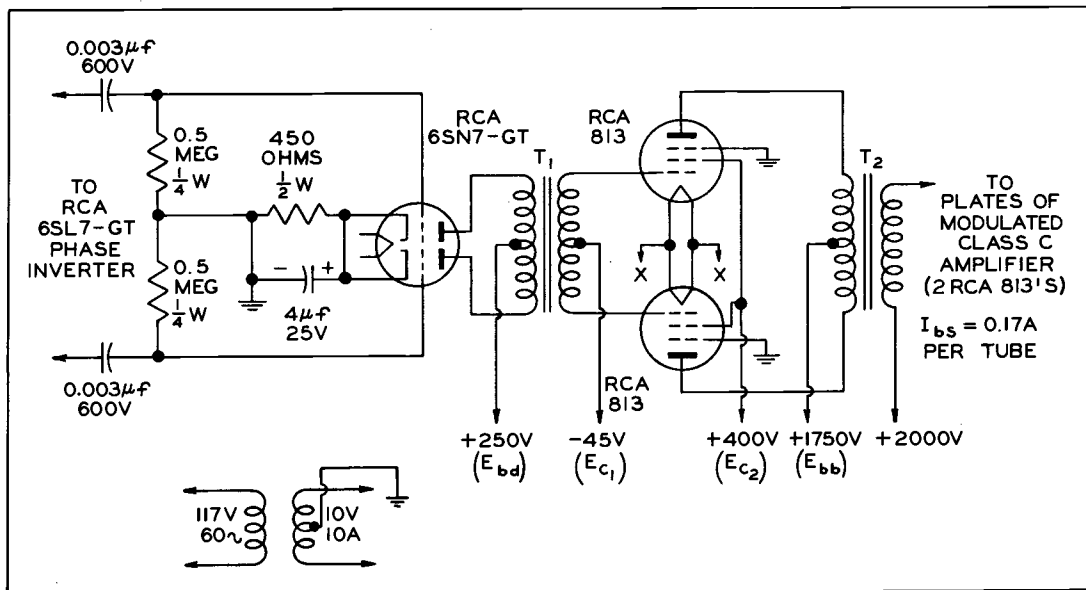 0.003μf
600V
0.5
MEG
1/4 W
TO
RCA
6SL7-GT
PHASE
INVERTER
0.5
MEG
1/4 W
0.003μf
600V
450
OHMS
1/2 W
- +
4μf
25V
RCA
6SN7-GT
T1
RCA
813
X X
RCA
813
T2
TO
PLATES OF
MODULATED
CLASS C
AMPLIFIER
(2 RCA 813'S)
Ibs = 0.17A
PER TUBE
+250V
(Ebd)
-45V
(Ec1)
+400V
(Ec2)
+1750V
(Ebb)
+2000V
117V
60~
10V
10A